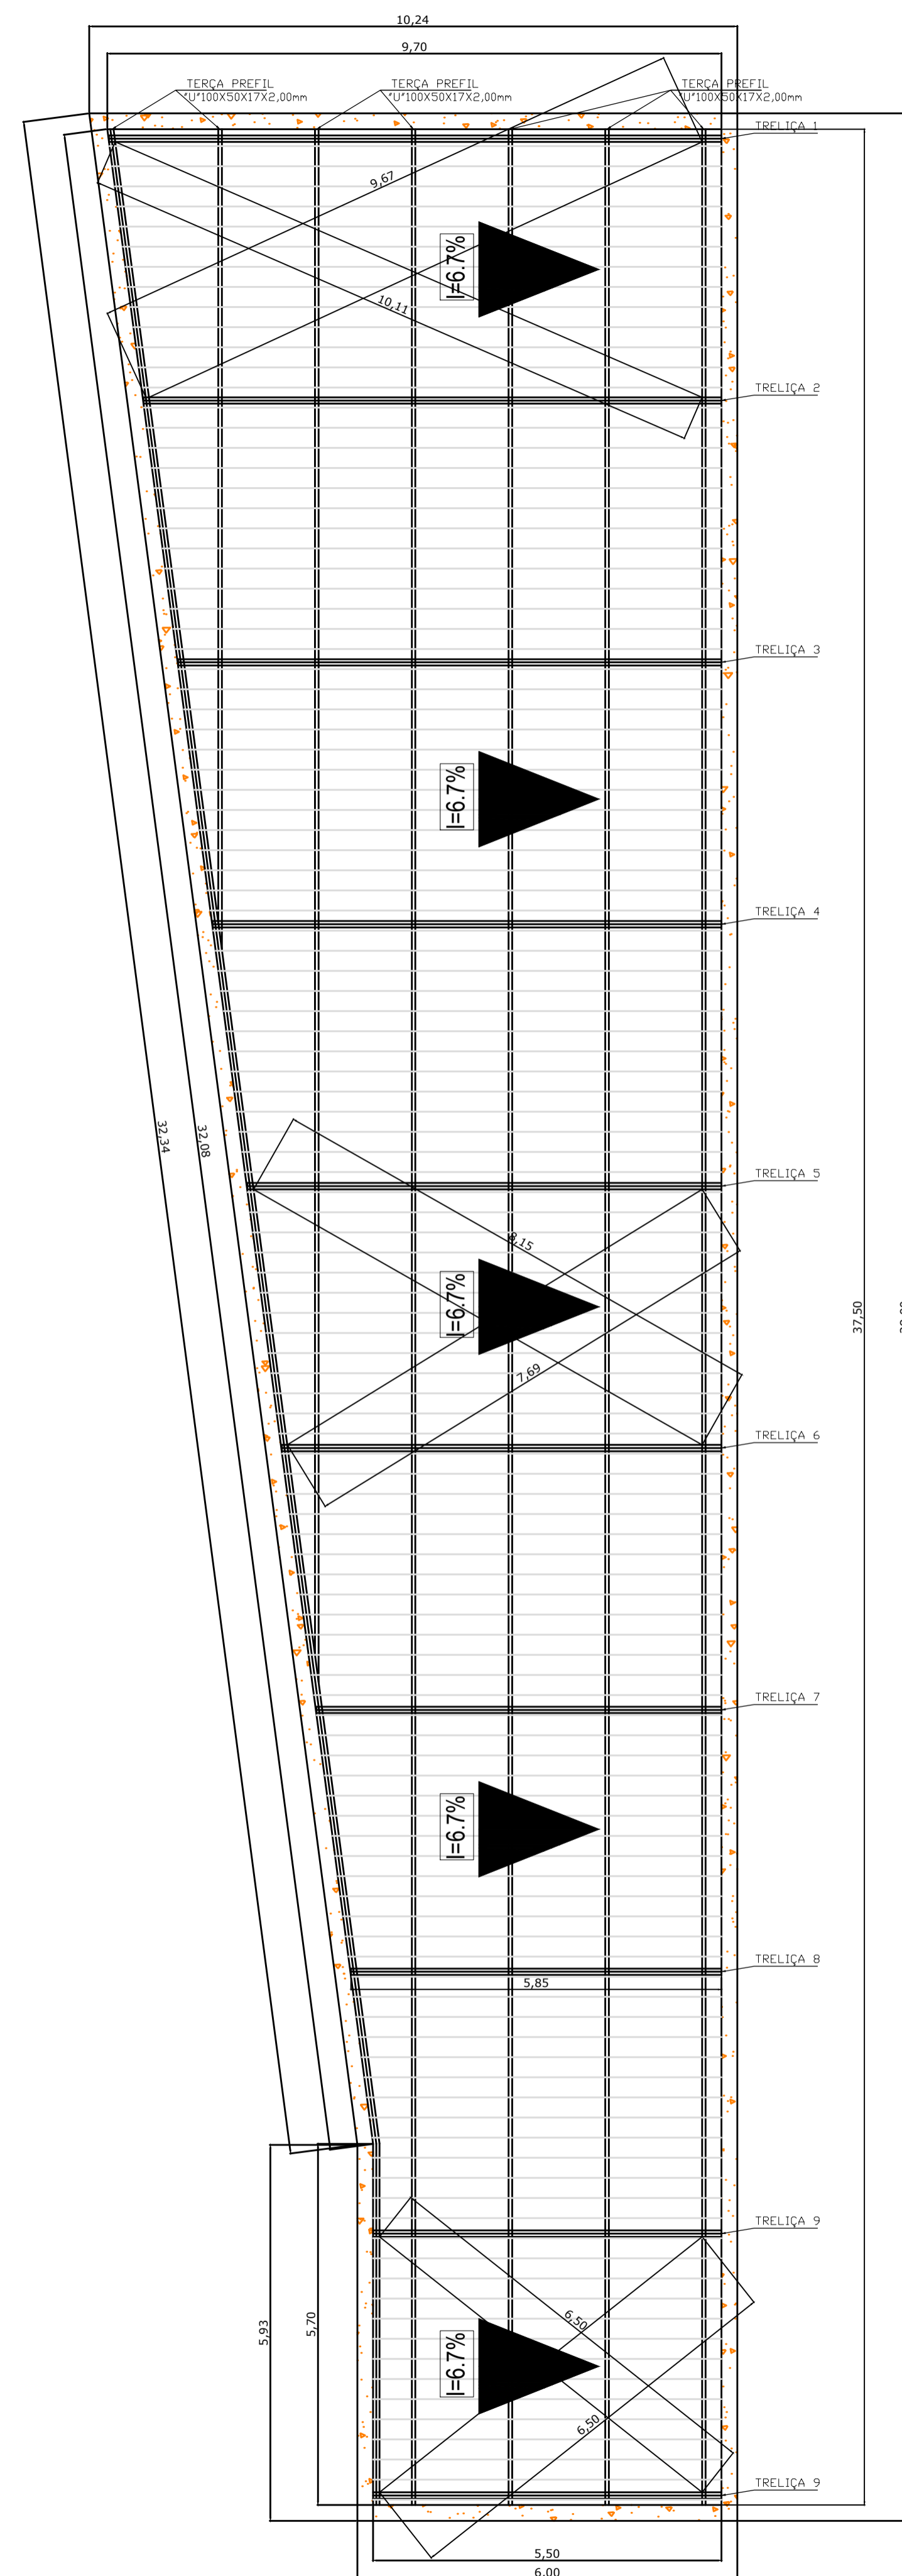 10,24
9,70
TERÇA PREFIL
"U"100X50X17X2,00mm
TERÇA PREFIL
"U"100X50X17X2,00mm
TERÇA PREFIL
"U"100X50X17X2,00mm
TRELIÇA 1
9,67
I=6.7%
10,11
TRELIÇA 2
TRELIÇA 3
I=6.7%
TRELIÇA 4
32,34
32,08
TRELIÇA 5
8,15
I=6.7%
37,50
7,69
TRELIÇA 6
TRELIÇA 7
I=6.7%
TRELIÇA 8
5,85
TRELIÇA 9
6,50
5,93
5,70
I=6.7%
6,50
TRELIÇA 9
5,50
6,00